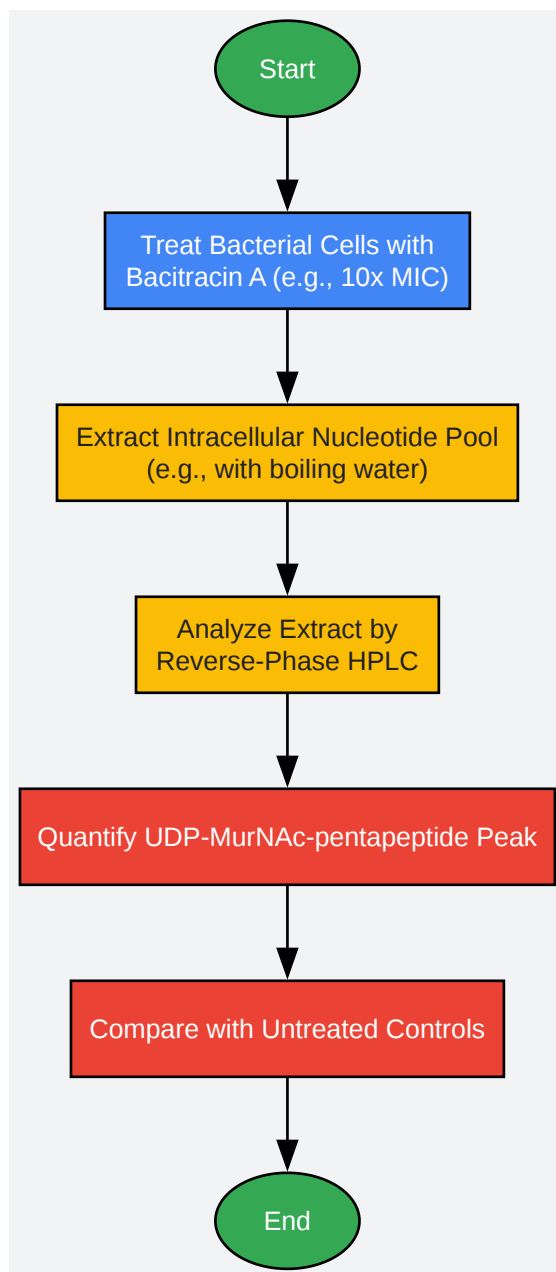 Start
Treat Bacterial Cells with
Bacitracin A (e.g., 10x MIC)
Extract Intracellular Nucleotide Pool
(e.g., with boiling water)
Analyze Extract by
Reverse-Phase HPLC
Quantify UDP-MurNAc-pentapeptide Peak
Compare with Untreated Controls
End